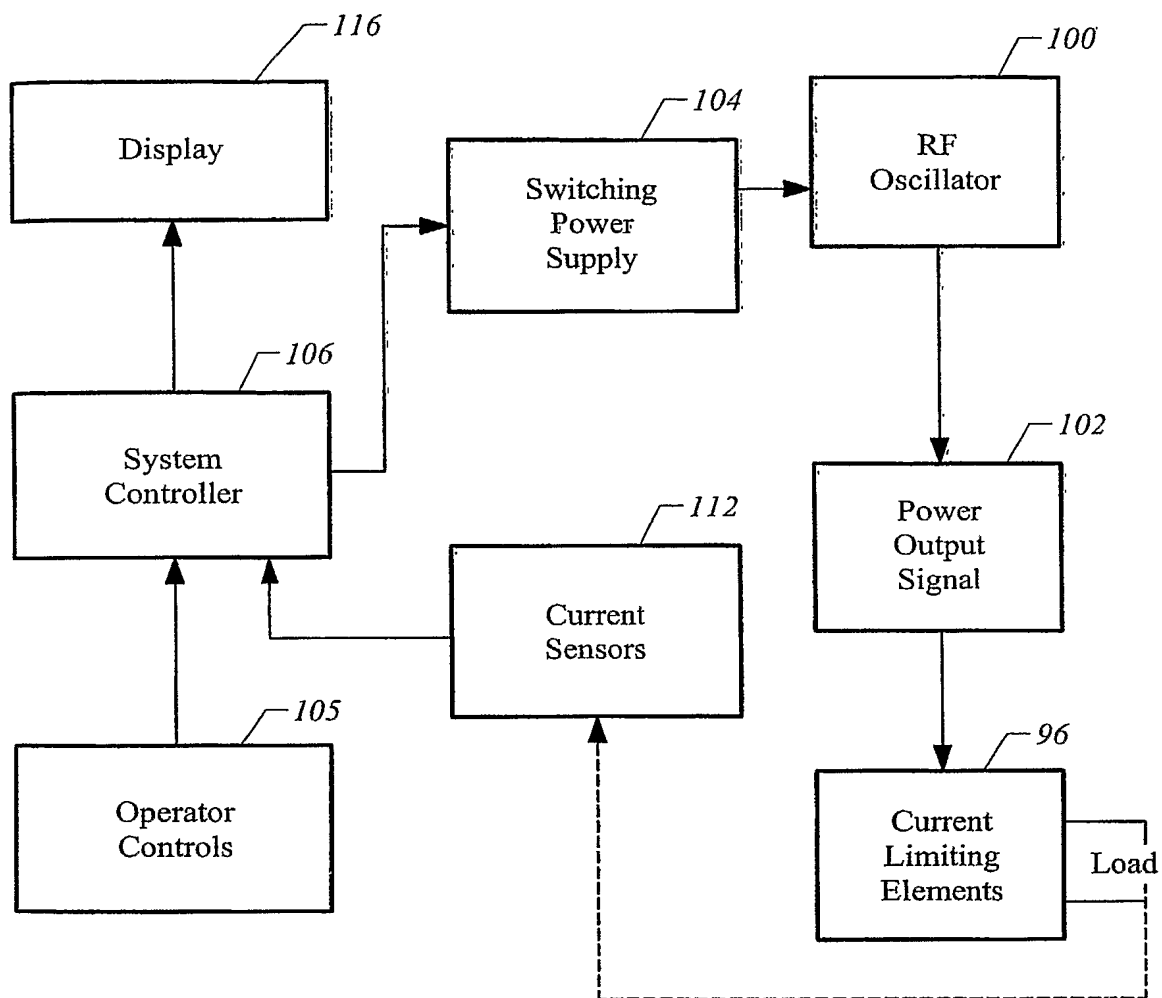 116
Display
104
Switching
Power
Supply
100
RF
Oscillator
106
System
Controller
112
Current
Sensors
102
Power
Output
Signal
105
Operator
Controls
96
Current
Limiting
Elements
Load